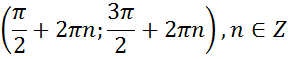 (π/2 + 2πn; 3π/2 + 2πn), n ∈ Z